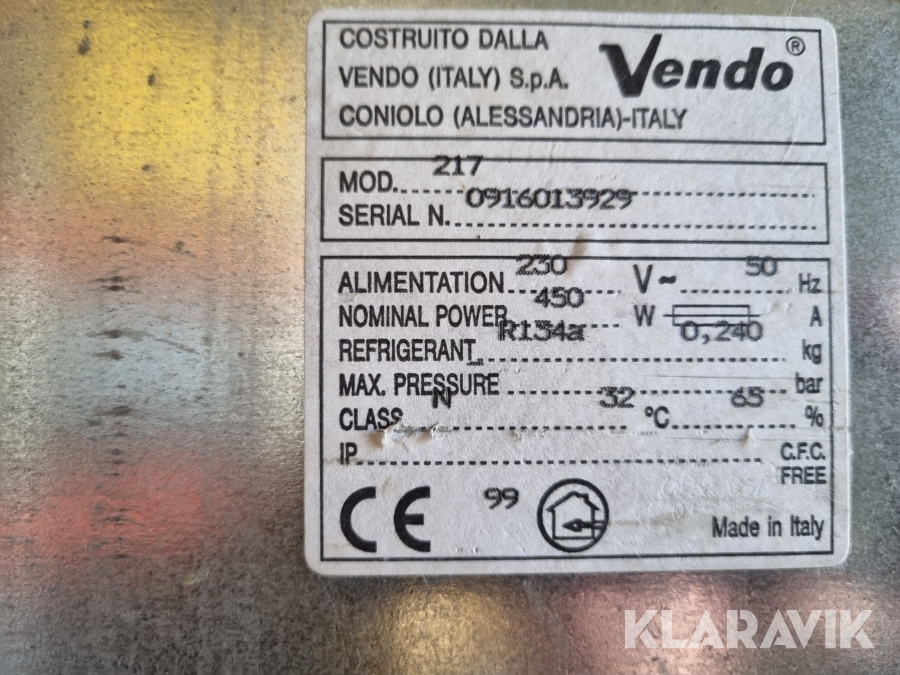 COSTRUITO DALLA
VENDO (ITALY) S.p.A.
CONIOLO (ALESSANDRIA)-ITALY
Vendo®
MOD. 217
SERIAL N. 0916013929
ALIMENTATION 230 V~ 50 Hz
NOMINAL POWER 450 W A
REFRIGERANT R134a 0,240 kg
MAX. PRESSURE bar
CLASS N 32 °C 65 %
IP C.F.C.
FREE
CE 99 Made in Italy
KLARAVIK